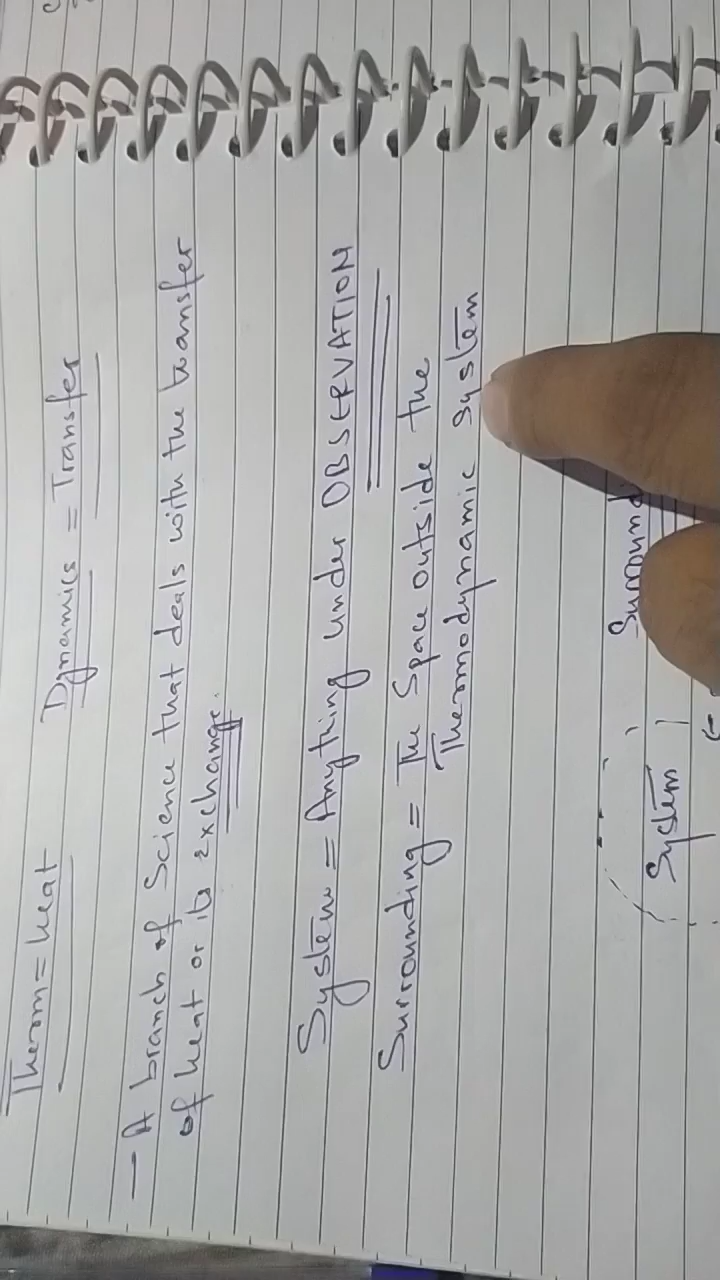 Therm = heat Dynamics = Transfer
– A branch of Science that deals with the transfer
of heat or its exchange.
System = Anything under OBSERVATION
Surrounding = The Space outside the
Thermodynamic system
System